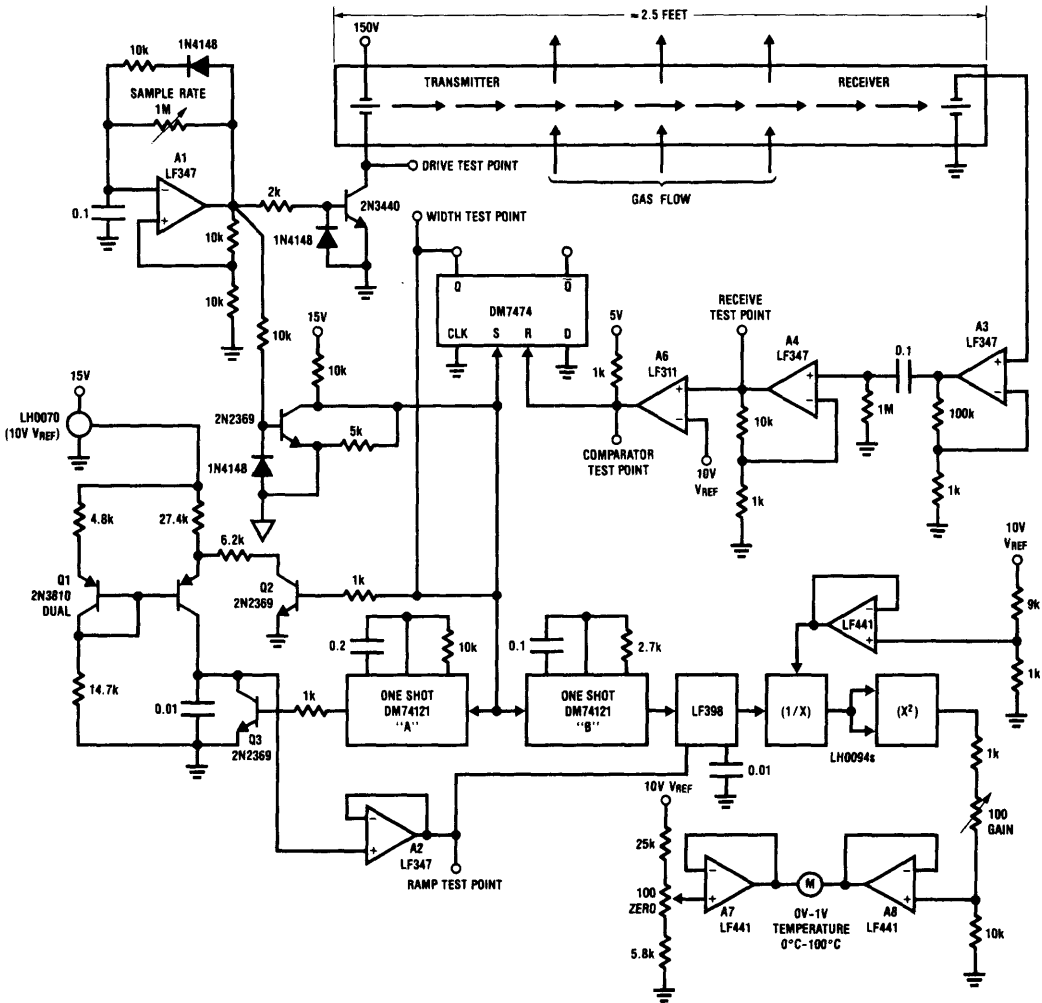 ≈ 2.5 FEET
150V
10k
1N4148
SAMPLE RATE
1M
TRANSMITTER
RECEIVER
A1
LF347
−
+
0.1
2k
2N3440
DRIVE TEST POINT
GAS FLOW
WIDTH TEST POINT
1N4148
10k
10k
Q
Q̅
DM7474
CLK
S
R
D
RECEIVE
TEST POINT
5V
1k
A6
LF311
+
−
A4
LF347
+
−
0.1
A3
LF347
+
−
10k
15V
10k
1M
100k
10k
15V
LH0070
(10V VREF)
2N2369
5k
1N4148
COMPARATOR
TEST POINT
10V
VREF
1k
1k
4.8k
27.4k
6.2k
10V
VREF
Q1
2N3810
DUAL
Q2
2N2369
1k
9k
LF441
−
+
0.2
10k
0.1
2.7k
1k
14.7k
0.01
1k
ONE SHOT
DM74121
"A"
ONE SHOT
DM74121
"B"
LF398
(1/X)
(X²)
Q3
2N2369
0.01
LH0094s
1k
10V VREF
−
+
A2
LF347
RAMP TEST POINT
25k
100
GAIN
100
ZERO
−
+
A7
LF441
M
−
+
A8
LF441
0V–1V
TEMPERATURE
0°C–100°C
5.8k
10k